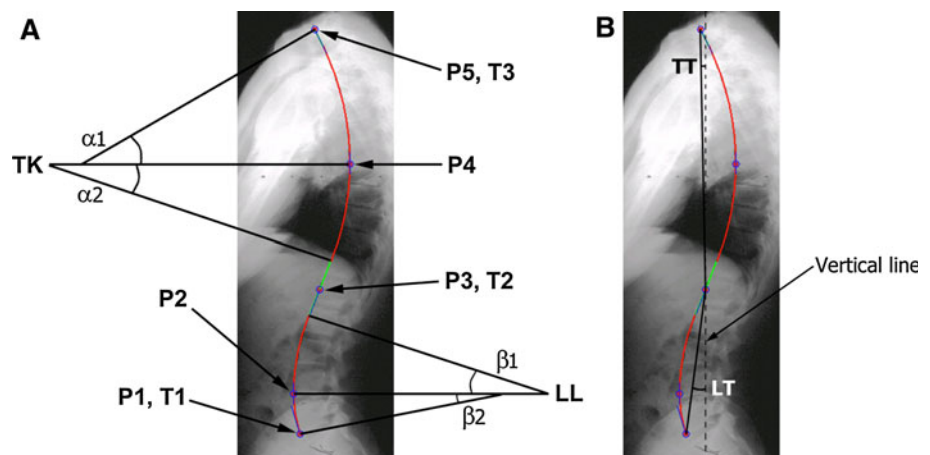 A
P5, T3
α1
TK
P4
α2
P3, T2
P2
β1
P1, T1
LL
β2
B
TT
Vertical line
LT